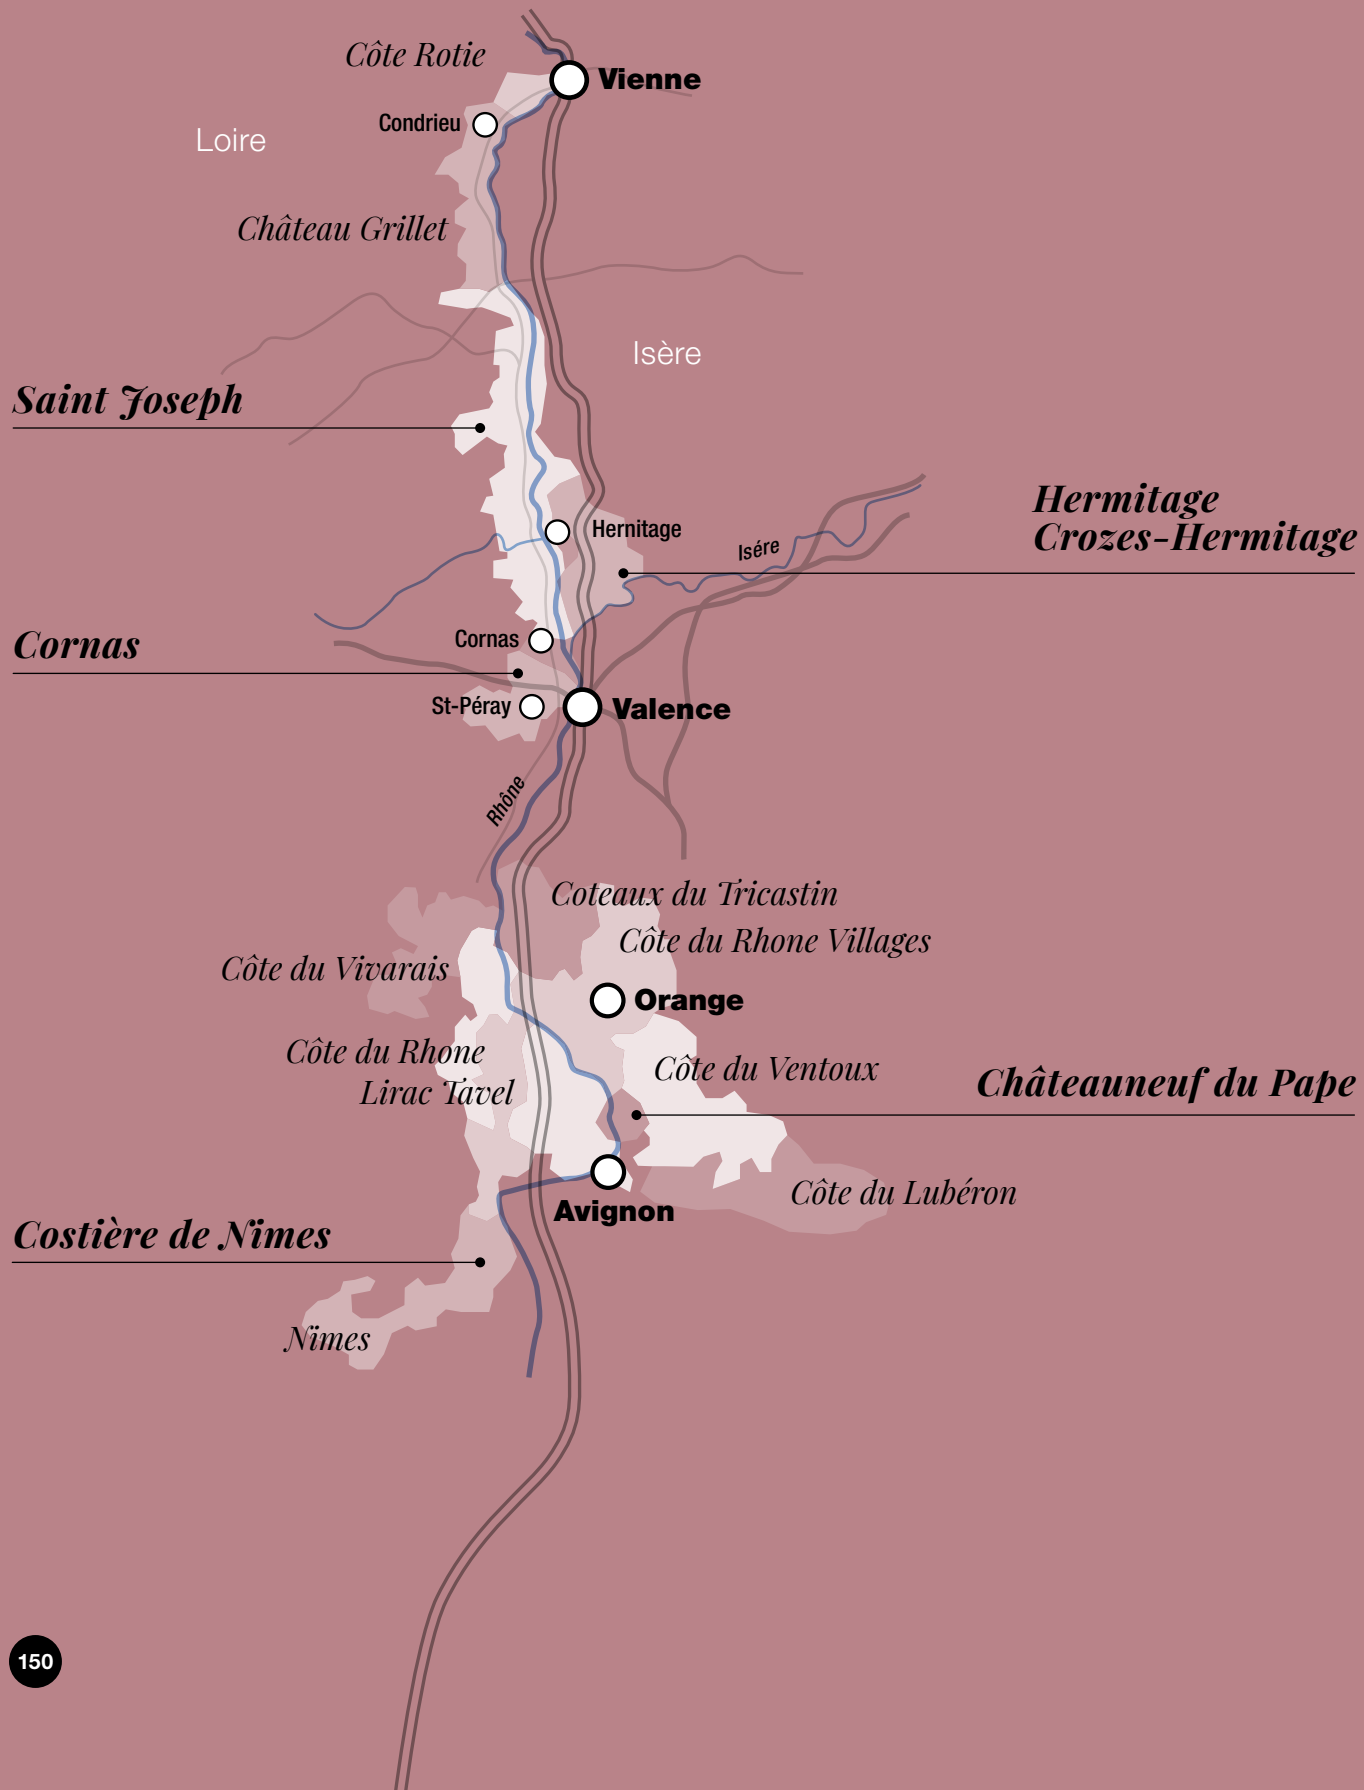 Côte Rotie
Vienne
Condrieu
Loire
Château Grillet
Isère
Saint Joseph
Hermitage
Crozes-Hermitage
Hernitage
Isére
Cornas
Cornas
St-Péray
Valence
Rhône
Coteaux du Tricastin
Côte du Rhone Villages
Côte du Vivarais
Orange
Côte du Rhone
Lirac Tavel
Côte du Ventoux
Châteauneuf du Pape
Côte du Lubéron
Avignon
Costière de Nîmes
Nîmes
150